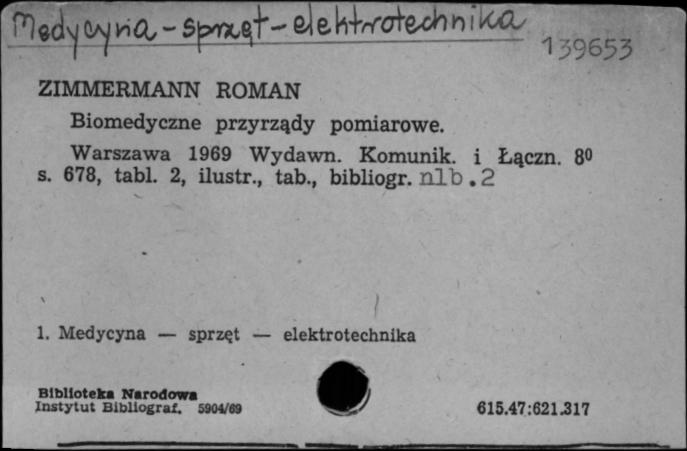 Medycyna - sprzęt - elektrotechnika
139653
ZIMMERMANN ROMAN
Biomedyczne przyrządy pomiarowe.
Warszawa 1969 Wydawn. Komunik. i Łączn. 8⁰
s. 678, tabl. 2, ilustr., tab., bibliogr. nlb.2
1. Medycyna — sprzęt — elektrotechnika
Biblioteka Narodowa
Instytut Bibliograf. 5904/69
615.47:621.317